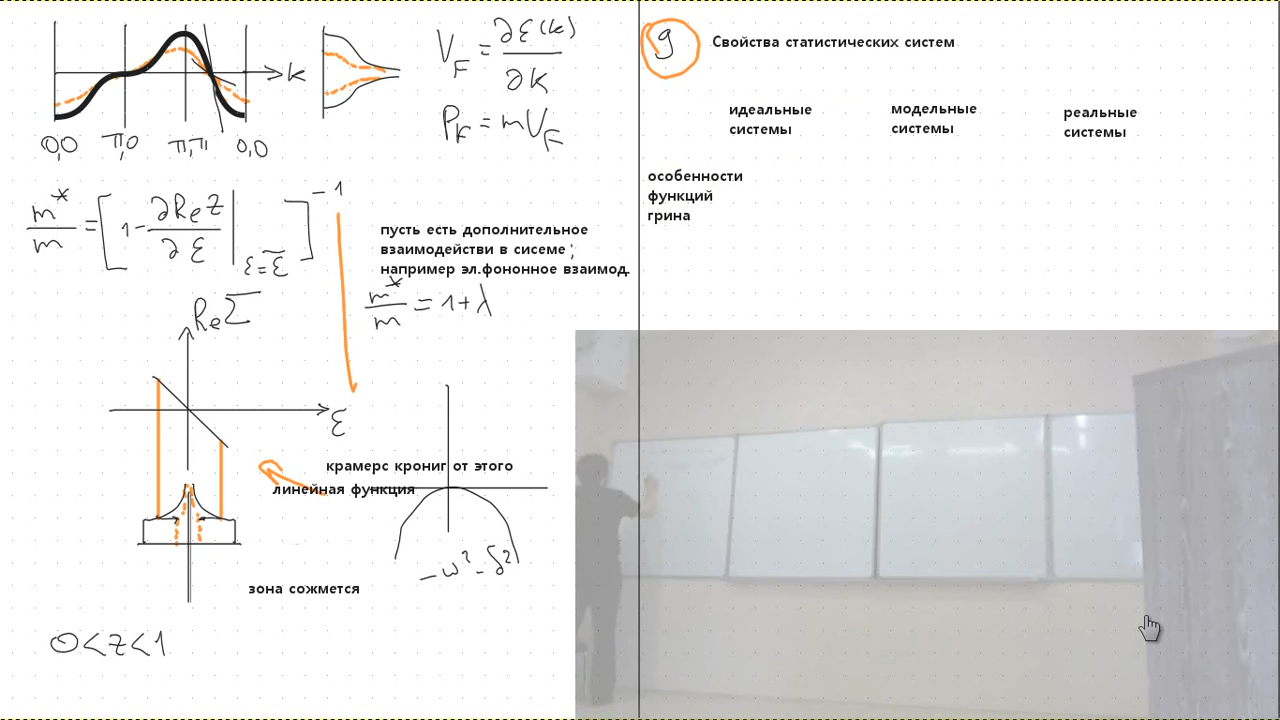 k
0,0 π,0 π,π 0,0
V_F = ∂ε(k)/∂k
P_F = mV_F
m*/m = [1 - ∂Re Z/∂ε |ε=ε̃]^-1
пусть есть дополнительное
взаимодействи в сисеме ;
например эл.фононное взаимод.
m*/m = 1+λ
Re Σ
ε
крамерс крониг от этого
линейная функция
-ω² - δ²
зона сожмется
0<z<1
9 Свойства статистических систем
идеальные
системы
модельные
системы
реальные
системы
особенности
функций
грина